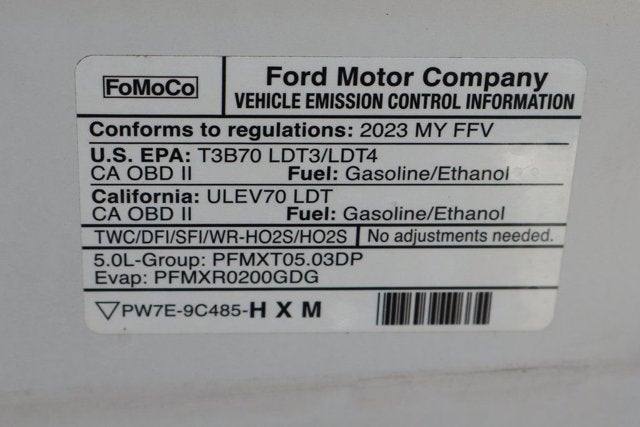 FoMoCo
Ford Motor Company
VEHICLE EMISSION CONTROL INFORMATION
Conforms to regulations: 2023 MY FFV
U.S. EPA: T3B70 LDT3/LDT4
CA OBD II Fuel: Gasoline/Ethanol
California: ULEV70 LDT
CA OBD II Fuel: Gasoline/Ethanol
TWC/DFI/SFI/WR-HO2S/HO2S No adjustments needed.
5.0L-Group: PFMXT05.03DP
Evap: PFMXR0200GDG
PW7E-9C485-H X M